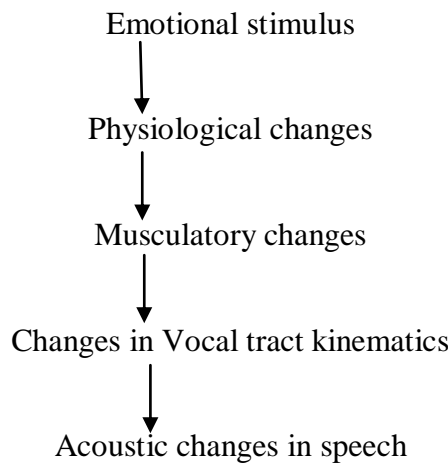 Emotional stimulus
Physiological changes
Musculatory changes
Changes in Vocal tract kinematics
Acoustic changes in speech